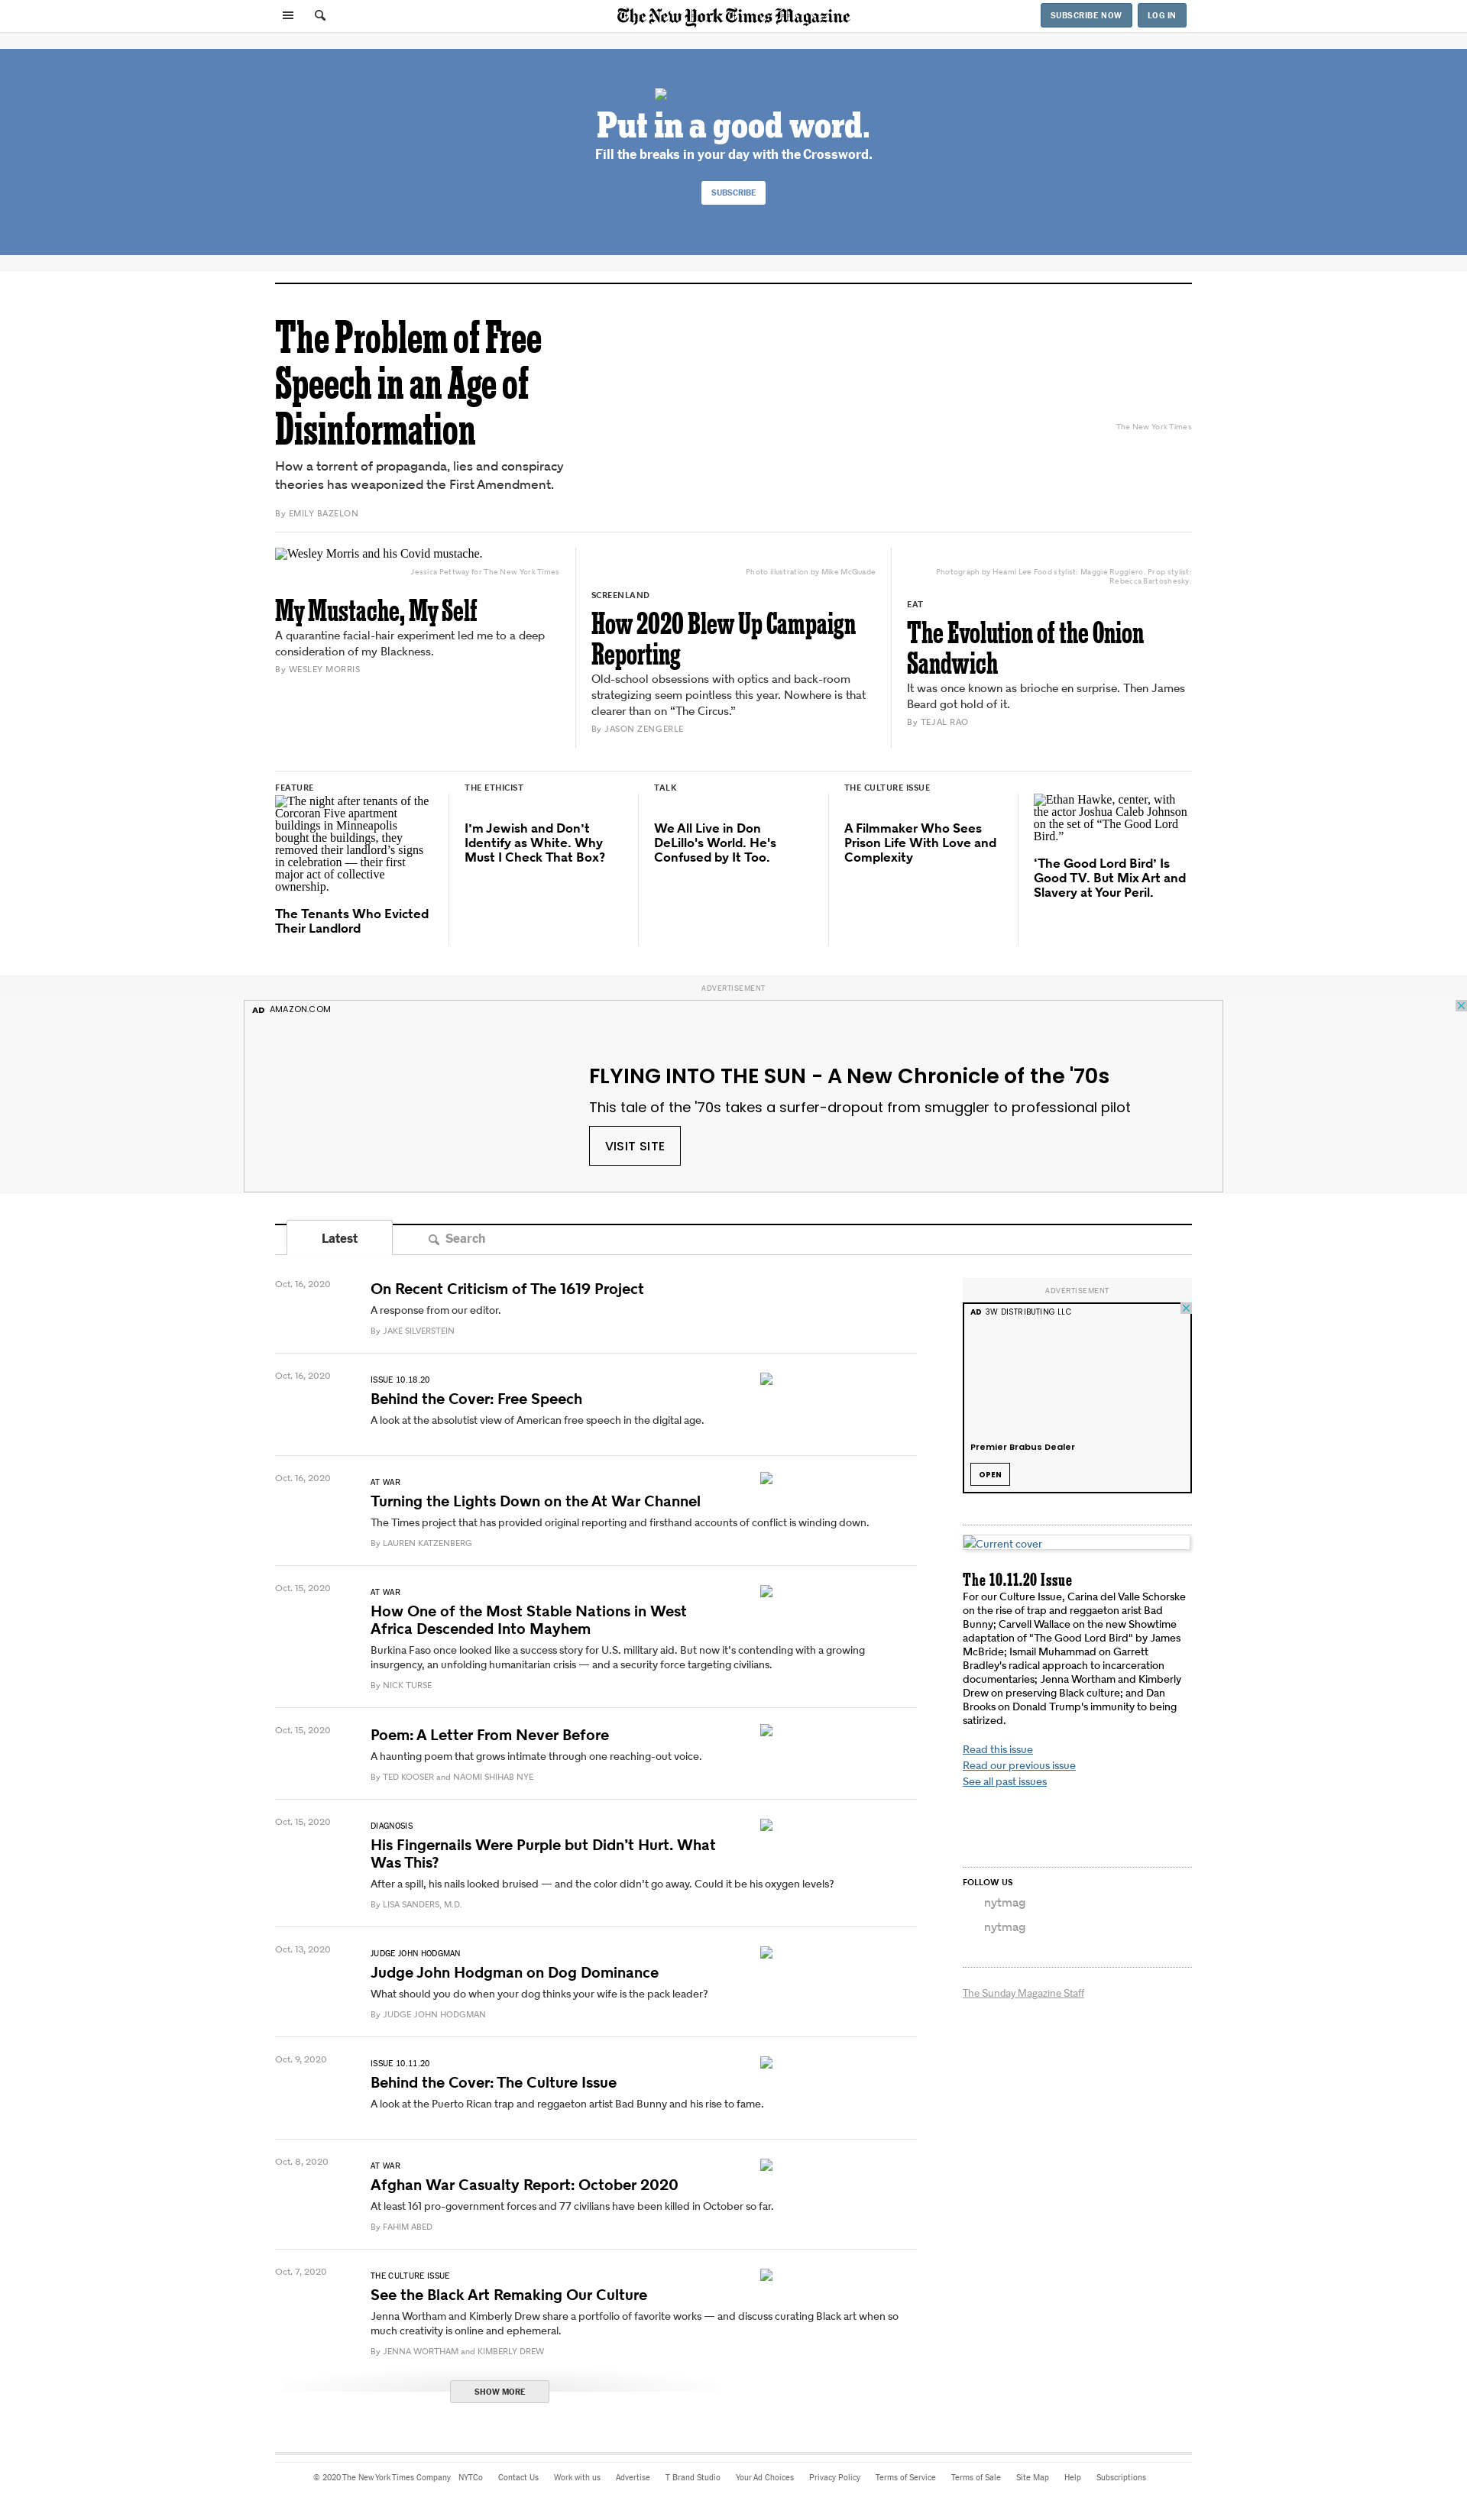 The New York Times Magazine
SUBSCRIBE NOW
LOG IN
Put in a good word.
Fill the breaks in your day with the Crossword.
SUBSCRIBE
The Problem of Free
Speech in an Age of
Disinformation
How a torrent of propaganda, lies and conspiracy
theories has weaponized the First Amendment.
By EMILY BAZELON
The New York Times
Wesley Morris and his Covid mustache.
Jessica Pettway for The New York Times
My Mustache, My Self
A quarantine facial-hair experiment led me to a deep
consideration of my Blackness.
By WESLEY MORRIS
Photo illustration by Mike McQuade
SCREENLAND
How 2020 Blew Up Campaign
Reporting
Old-school obsessions with optics and back-room
strategizing seem pointless this year. Nowhere is that
clearer than on “The Circus.”
By JASON ZENGERLE
Photograph by Heami Lee Food stylist: Maggie Ruggiero. Prop stylist:
Rebecca Bartoshesky.
EAT
The Evolution of the Onion
Sandwich
It was once known as brioche en surprise. Then James
Beard got hold of it.
By TEJAL RAO
FEATURE
The night after tenants of the
Corcoran Five apartment
buildings in Minneapolis
bought the buildings, they
removed their landlord’s signs
in celebration — their first
major act of collective
ownership.
The Tenants Who Evicted
Their Landlord
THE ETHICIST
I’m Jewish and Don’t
Identify as White. Why
Must I Check That Box?
TALK
We All Live in Don
DeLillo's World. He's
Confused by It Too.
THE CULTURE ISSUE
A Filmmaker Who Sees
Prison Life With Love and
Complexity
Ethan Hawke, center, with
the actor Joshua Caleb Johnson
on the set of “The Good Lord
Bird.”
‘The Good Lord Bird’ Is
Good TV. But Mix Art and
Slavery at Your Peril.
ADVERTISEMENT
AD AMAZON.COM
FLYING INTO THE SUN - A New Chronicle of the '70s
This tale of the '70s takes a surfer-dropout from smuggler to professional pilot
VISIT SITE
Latest
Search
Oct. 16, 2020
On Recent Criticism of The 1619 Project
A response from our editor.
By JAKE SILVERSTEIN
Oct. 16, 2020
ISSUE 10.18.20
Behind the Cover: Free Speech
A look at the absolutist view of American free speech in the digital age.
Oct. 16, 2020
AT WAR
Turning the Lights Down on the At War Channel
The Times project that has provided original reporting and firsthand accounts of conflict is winding down.
By LAUREN KATZENBERG
Oct. 15, 2020
AT WAR
How One of the Most Stable Nations in West
Africa Descended Into Mayhem
Burkina Faso once looked like a success story for U.S. military aid. But now it’s contending with a growing
insurgency, an unfolding humanitarian crisis — and a security force targeting civilians.
By NICK TURSE
Oct. 15, 2020
Poem: A Letter From Never Before
A haunting poem that grows intimate through one reaching-out voice.
By TED KOOSER and NAOMI SHIHAB NYE
Oct. 15, 2020
DIAGNOSIS
His Fingernails Were Purple but Didn’t Hurt. What
Was This?
After a spill, his nails looked bruised — and the color didn’t go away. Could it be his oxygen levels?
By LISA SANDERS, M.D.
Oct. 13, 2020
JUDGE JOHN HODGMAN
Judge John Hodgman on Dog Dominance
What should you do when your dog thinks your wife is the pack leader?
By JUDGE JOHN HODGMAN
Oct. 9, 2020
ISSUE 10.11.20
Behind the Cover: The Culture Issue
A look at the Puerto Rican trap and reggaeton artist Bad Bunny and his rise to fame.
Oct. 8, 2020
AT WAR
Afghan War Casualty Report: October 2020
At least 161 pro-government forces and 77 civilians have been killed in October so far.
By FAHIM ABED
Oct. 7, 2020
THE CULTURE ISSUE
See the Black Art Remaking Our Culture
Jenna Wortham and Kimberly Drew share a portfolio of favorite works — and discuss curating Black art when so
much creativity is online and ephemeral.
By JENNA WORTHAM and KIMBERLY DREW
SHOW MORE
ADVERTISEMENT
AD 3W DISTRIBUTING LLC
Premier Brabus Dealer
OPEN
Current cover
The 10.11.20 Issue
For our Culture Issue, Carina del Valle Schorske
on the rise of trap and reggaeton arist Bad
Bunny; Carvell Wallace on the new Showtime
adaptation of "The Good Lord Bird" by James
McBride; Ismail Muhammad on Garrett
Bradley's radical approach to incarceration
documentaries; Jenna Wortham and Kimberly
Drew on preserving Black culture; and Dan
Brooks on Donald Trump's immunity to being
satirized.
Read this issue
Read our previous issue
See all past issues
FOLLOW US
nytmag
nytmag
The Sunday Magazine Staff
© 2020 The New York Times Company NYTCo Contact Us Work with us Advertise T Brand Studio Your Ad Choices Privacy Policy Terms of Service Terms of Sale Site Map Help Subscriptions